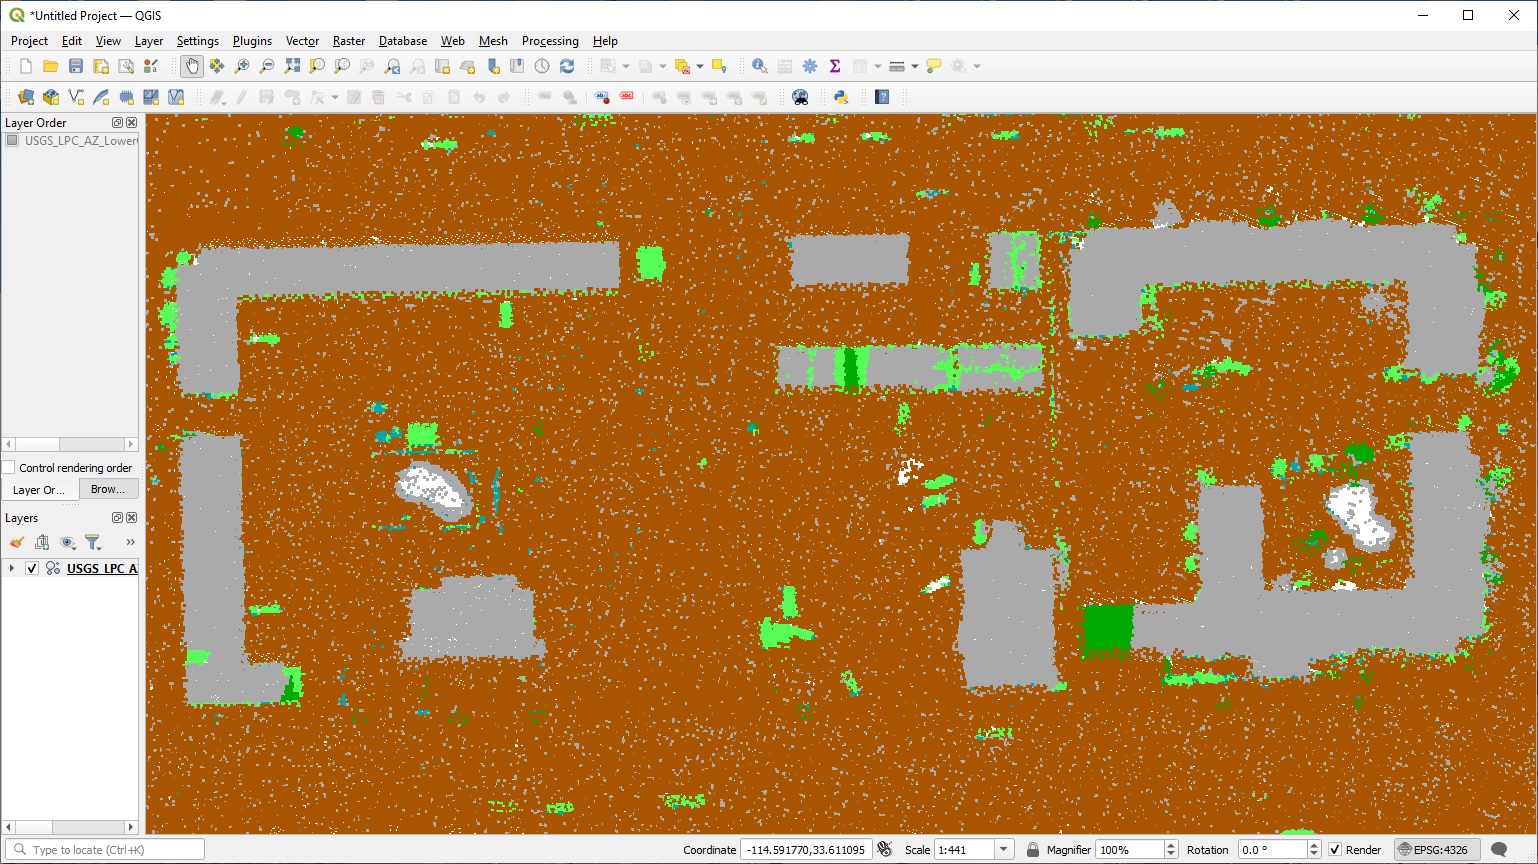 *Untitled Project — QGIS
Project Edit View Layer Settings Plugins Vector Raster Database Web Mesh Processing Help
Layer Order
USGS_LPC_AZ_Lower
Control rendering order
Layer Or... Brow...
Layers
USGS LPC A
Type to locate (Ctrl+K) Coordinate -114.591770,33.611095 Scale 1:441 Magnifier 100% Rotation 0.0 ° Render EPSG:4326